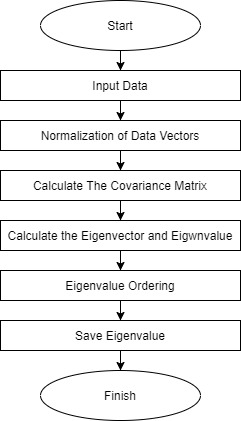 Start
Input Data
Normalization of Data Vectors
Calculate The Covariance Matrix
Calculate the Eigenvector and Eigwnvalue
Eigenvalue Ordering
Save Eigenvalue
Finish